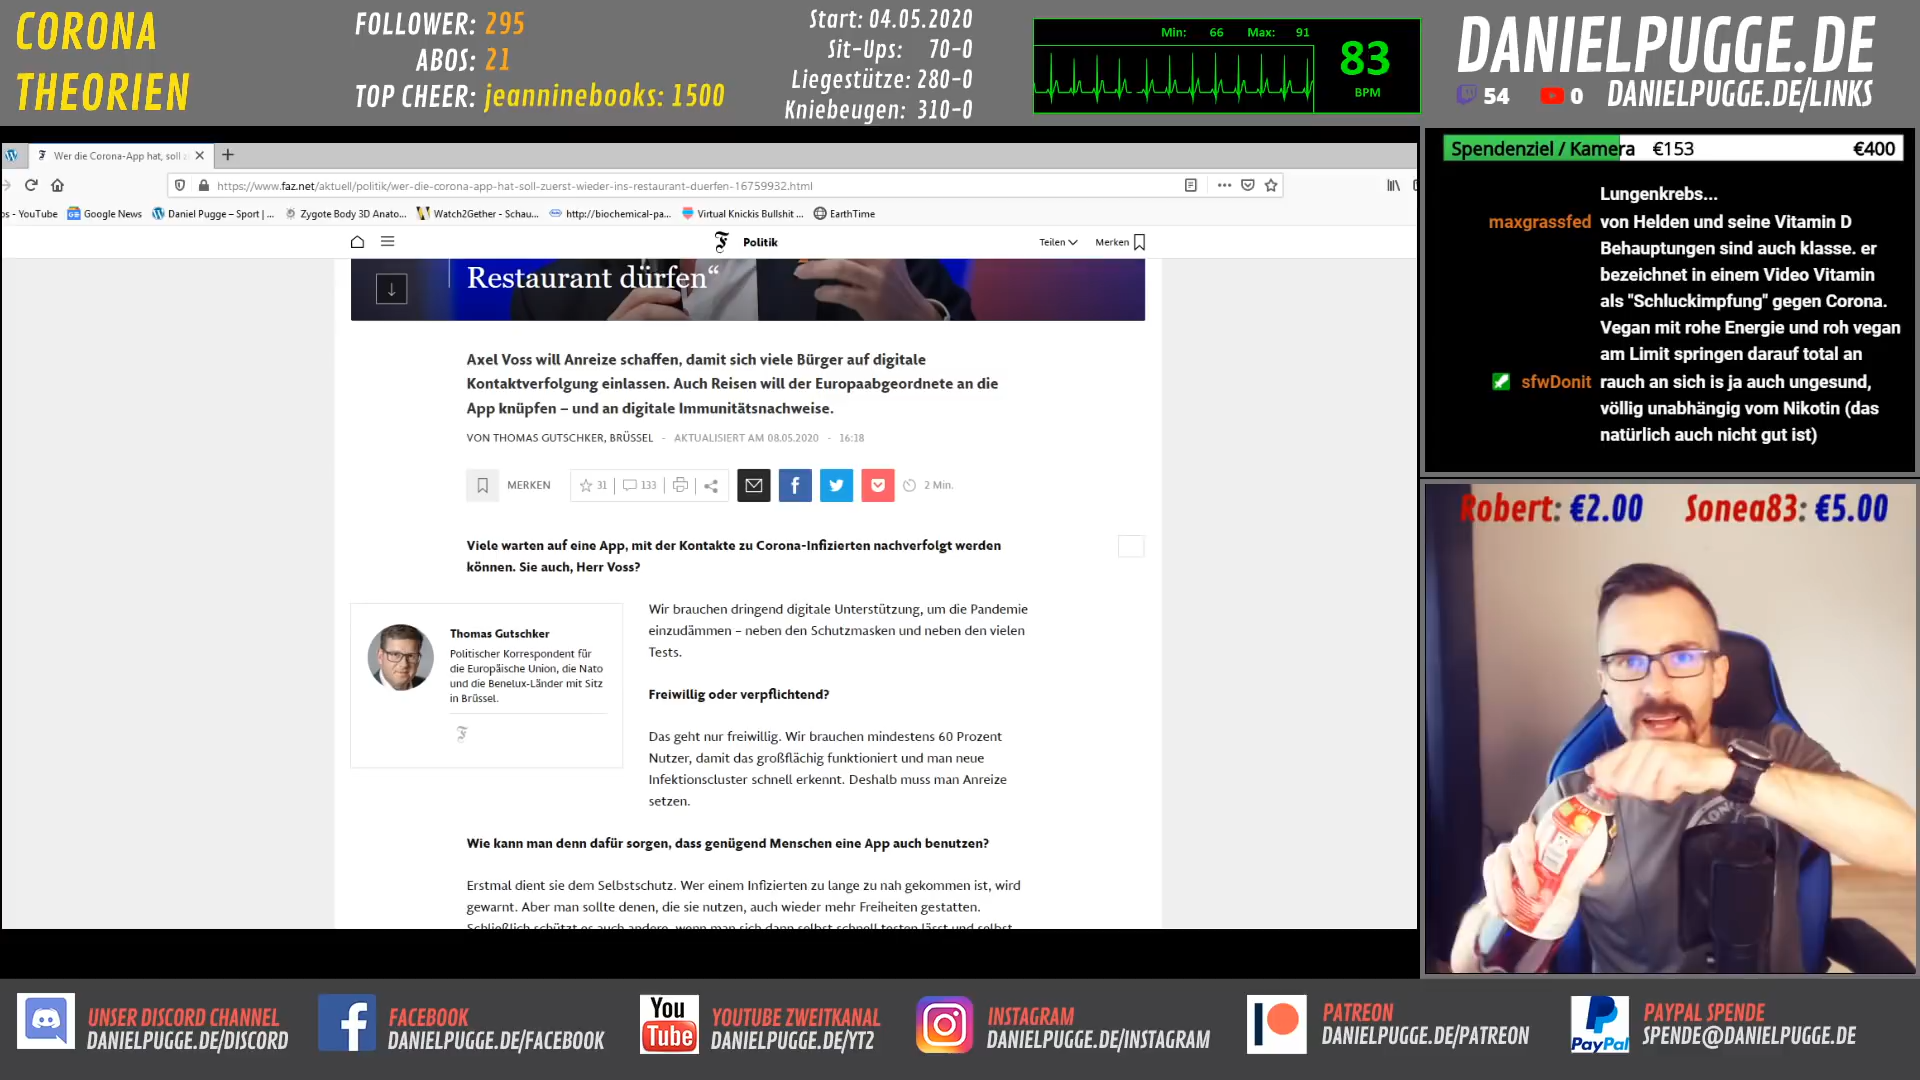 CORONA
THEORIEN
FOLLOWER: 295
ABOS: 21
TOP CHEER: jeanninebooks: 1500
Start: 04.05.2020
Sit-Ups: 70-0
Liegestütze: 280-0
Kniebeugen: 310-0
Min: 66 Max: 91
83
BPM
DANIELPUGGE.DE
54 0 DANIELPUGGE.DE/LINKS
Wer die Corona-App hat, soll z
https://www.faz.net/aktuell/politik/wer-die-corona-app-hat-soll-zuerst-wieder-ins-restaurant-duerfen-16759932.html
os - YouTube Google News Daniel Pugge – Sport | ... Zygote Body 3D Anato... Watch2Gether - Schau... http://biochemical-pa... Virtual Knickis Bullshit ... EarthTime
Politik
Teilen Merken
Restaurant dürfen“
Axel Voss will Anreize schaffen, damit sich viele Bürger auf digitale
Kontaktverfolgung einlassen. Auch Reisen will der Europaabgeordnete an die
App knüpfen – und an digitale Immunitätsnachweise.
VON THOMAS GUTSCHKER, BRÜSSEL - AKTUALISIERT AM 08.05.2020 - 16:18
MERKEN 31 133 2 Min.
Viele warten auf eine App, mit der Kontakte zu Corona-Infizierten nachverfolgt werden
können. Sie auch, Herr Voss?
Thomas Gutschker
Politischer Korrespondent für
die Europäische Union, die Nato
und die Benelux-Länder mit Sitz
in Brüssel.
Wir brauchen dringend digitale Unterstützung, um die Pandemie
einzudämmen – neben den Schutzmasken und neben den vielen
Tests.
Freiwillig oder verpflichtend?
Das geht nur freiwillig. Wir brauchen mindestens 60 Prozent
Nutzer, damit das großflächig funktioniert und man neue
Infektionscluster schnell erkennt. Deshalb muss man Anreize
setzen.
Wie kann man denn dafür sorgen, dass genügend Menschen eine App auch benutzen?
Erstmal dient sie dem Selbstschutz. Wer einem Infizierten zu lange zu nah gekommen ist, wird
gewarnt. Aber man sollte denen, die sie nutzen, auch wieder mehr Freiheiten gestatten.
Schließlich schützt es auch andere, wenn man sich dann selbst schnell testen lässt und selbst
Spendenziel / Kamera €153 €400
Lungenkrebs...
maxgrassfed von Helden und seine Vitamin D
Behauptungen sind auch klasse. er
bezeichnet in einem Video Vitamin
als "Schluckimpfung" gegen Corona.
Vegan mit rohe Energie und roh vegan
am Limit springen darauf total an
sfwDonit rauch an sich is ja auch ungesund,
völlig unabhängig vom Nikotin (das
natürlich auch nicht gut ist)
Robert: €2.00 Sonea83: €5.00
UNSER DISCORD CHANNEL
DANIELPUGGE.DE/DISCORD
FACEBOOK
DANIELPUGGE.DE/FACEBOOK
You
Tube
YOUTUBE ZWEITKANAL
DANIELPUGGE.DE/YT2
INSTAGRAM
DANIELPUGGE.DE/INSTAGRAM
PATREON
DANIELPUGGE.DE/PATREON
PayPal
PAYPAL SPENDE
SPENDE@DANIELPUGGE.DE